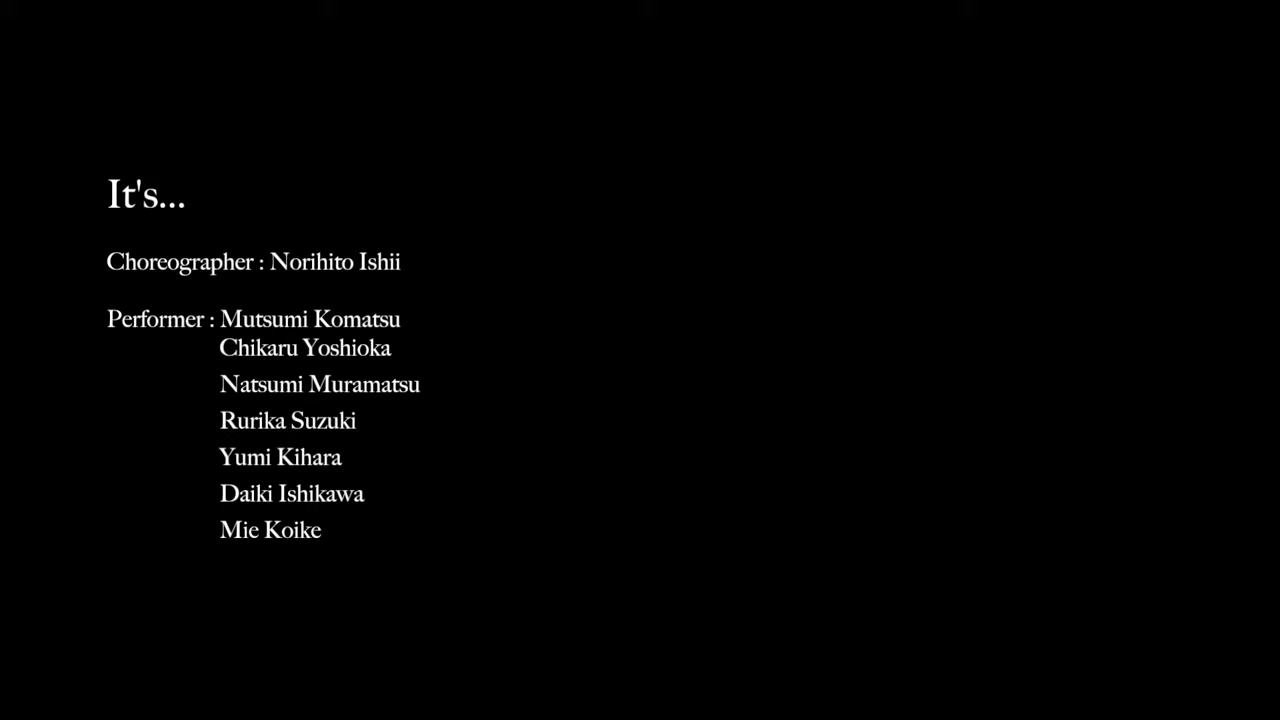 It's...
Choreographer : Norihito Ishii
Performer : Mutsumi Komatsu
Chikaru Yoshioka
Natsumi Muramatsu
Rurika Suzuki
Yumi Kihara
Daiki Ishikawa
Mie Koike